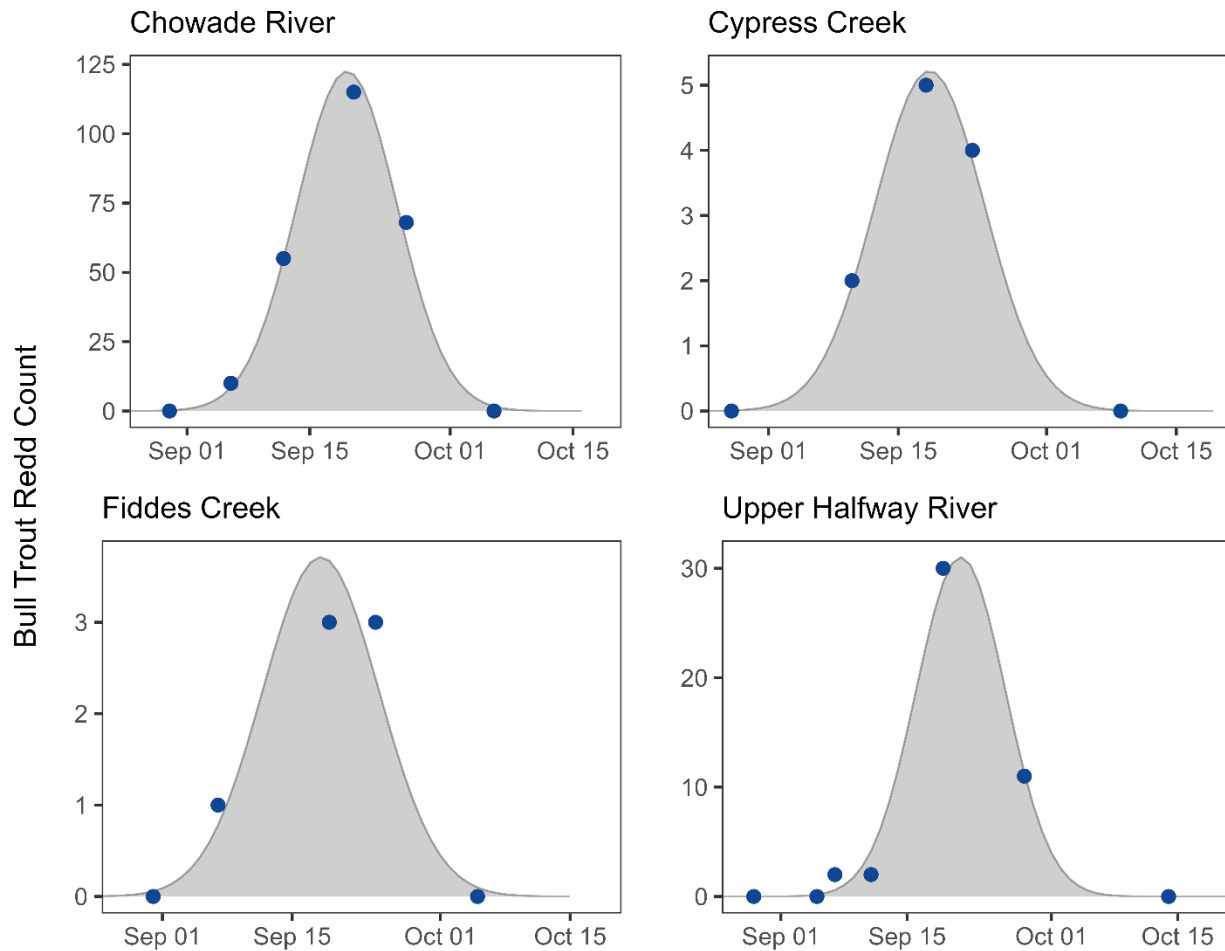 Chowade River
Cypress Creek
125
100
75
50
25
0
Sep 01 Sep 15 Oct 01 Oct 15
5
4
3
2
1
0
Sep 01 Sep 15 Oct 01 Oct 15
Bull Trout Redd Count
Fiddes Creek
Upper Halfway River
3
2
1
0
Sep 01 Sep 15 Oct 01 Oct 15
30
20
10
0
Sep 01 Sep 15 Oct 01 Oct 15